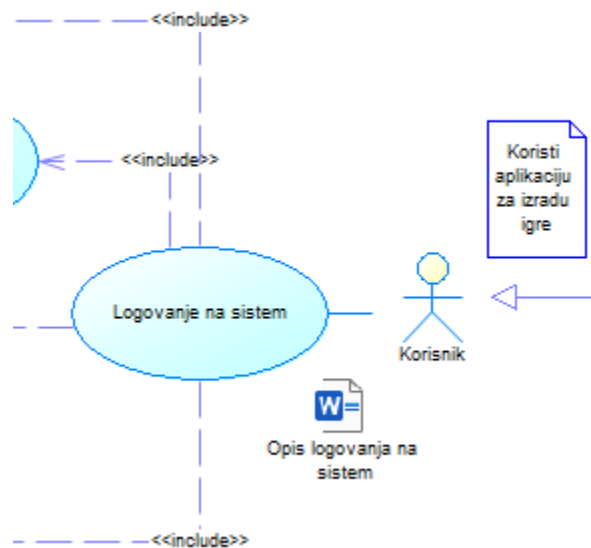 <<include>>
<<include>>
Koristi
aplikaciju
za izradu
igre
Logovanje na sistem
Korisnik
W
Opis logovanja na
sistem
<<include>>